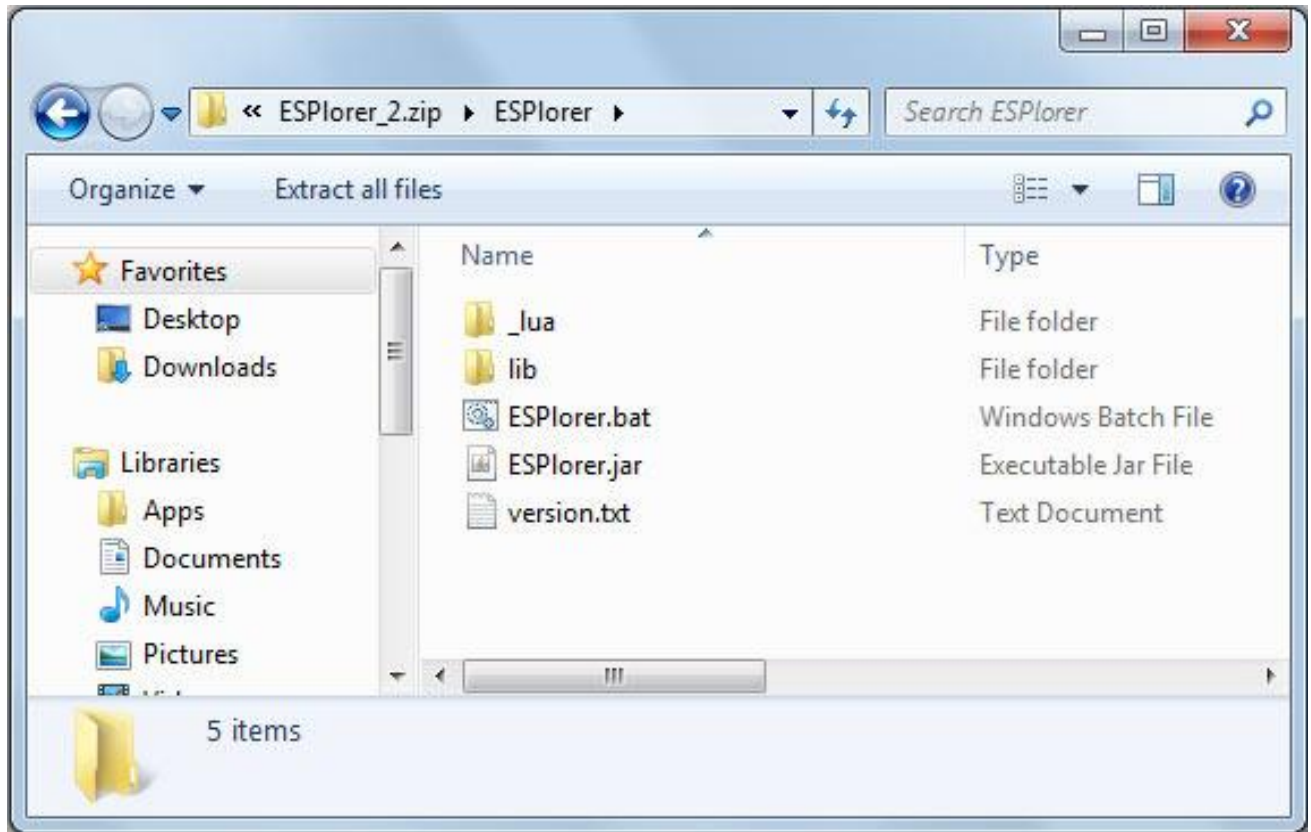 « ESPlorer_2.zip ▸ ESPlorer ▸ Search ESPlorer
Organize Extract all files
Name Type
Favorites
Desktop
Downloads
Libraries
Apps
Documents
Music
Pictures
_lua File folder
lib File folder
ESPlorer.bat Windows Batch File
ESPlorer.jar Executable Jar File
version.txt Text Document
5 items